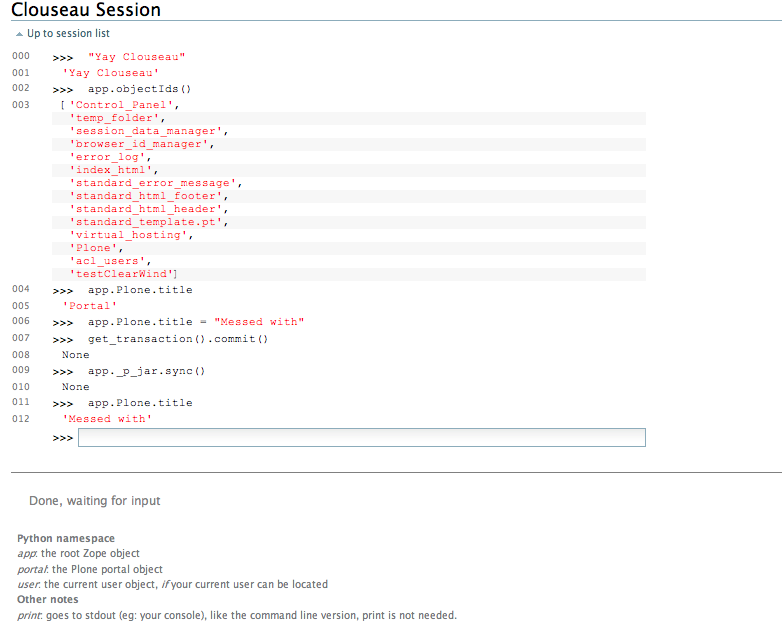 Clouseau Session
Up to session list
000 >>> "Yay Clouseau"
001 'Yay Clouseau'
002 >>> app.objectIds()
003 ['Control_Panel',
'temp_folder',
'session_data_manager',
'browser_id_manager',
'error_log',
'index_html',
'standard_error_message',
'standard_html_footer',
'standard_html_header',
'standard_template.pt',
'virtual_hosting',
'Plone',
'acl_users',
'testClearWind']
004 >>> app.Plone.title
005 'Portal'
006 >>> app.Plone.title = "Messed with"
007 >>> get_transaction().commit()
008 None
009 >>> app._p_jar.sync()
010 None
011 >>> app.Plone.title
012 'Messed with'
>>>
Done, waiting for input
Python namespace
app: the root Zope object
portal: the Plone portal object
user: the current user object, if your current user can be located
Other notes
print: goes to stdout (eg: your console), like the command line version, print is not needed.